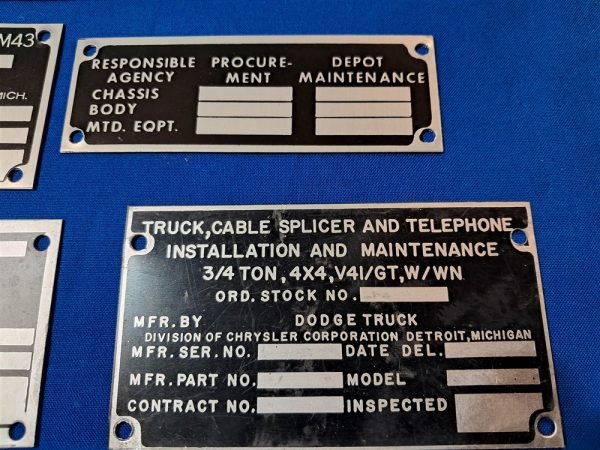 M43
MICH.
RESPONSIBLE PROCURE- DEPOT
AGENCY MENT MAINTENANCE
CHASSIS
BODY
MTD. EQPT.
TRUCK, CABLE SPLICER AND TELEPHONE
INSTALLATION AND MAINTENANCE
3/4 TON, 4X4, V41/GT, W/WN
ORD. STOCK NO.
MFR. BY DODGE TRUCK
DIVISION OF CHRYSLER CORPORATION DETROIT, MICHIGAN
MFR. SER. NO. DATE DEL.
MFR. PART NO. MODEL
CONTRACT NO. INSPECTED